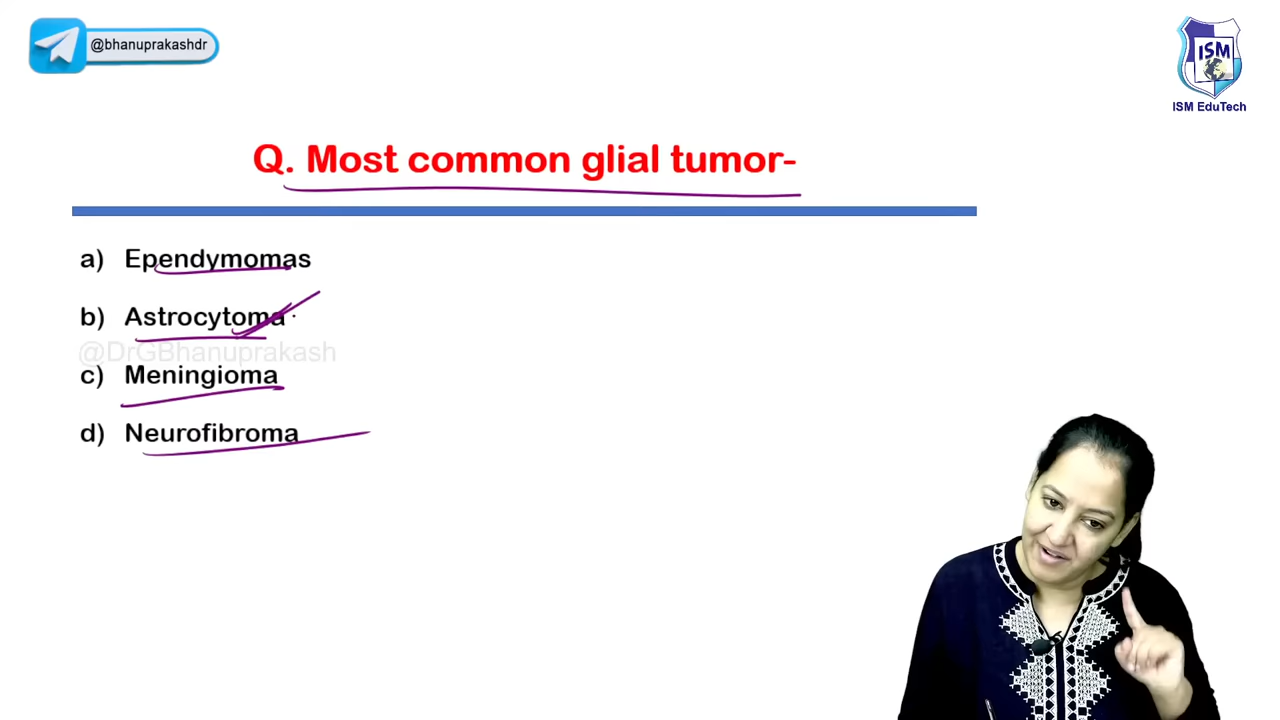 @bhanuprakashdr
ISM
ISM EduTech
Q. Most common glial tumor-
a) Ependymomas
b) Astrocytoma
@DrGBhanuprakash
c) Meningioma
d) Neurofibroma